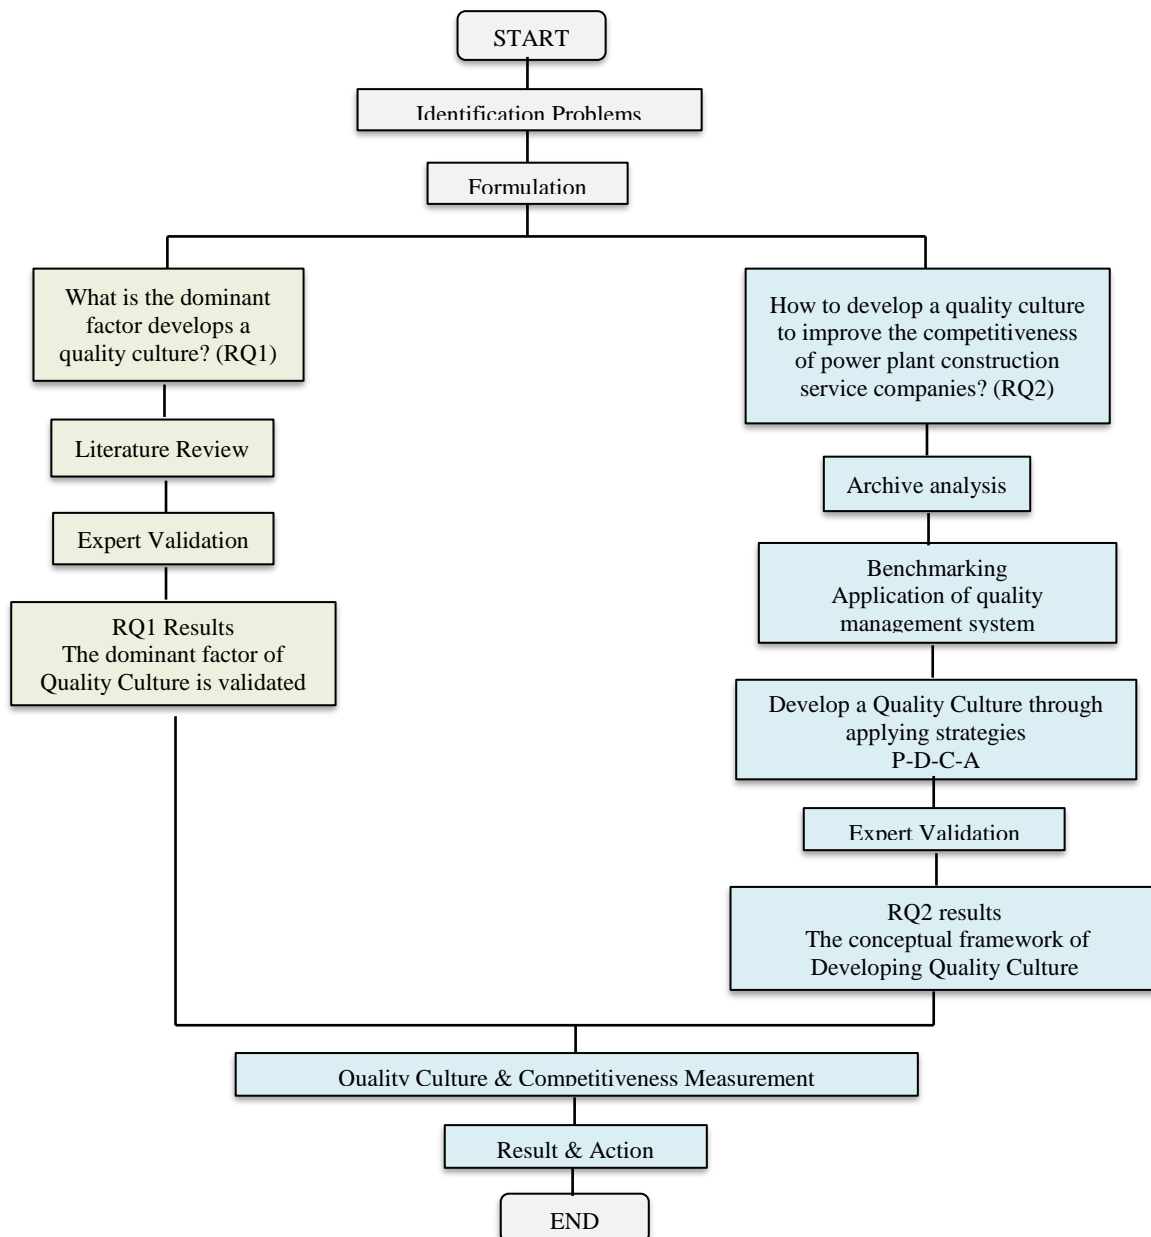 START
Identification Problems
Formulation
What is the dominant
factor develops a
quality culture? (RQ1)
Literature Review
Expert Validation
RQ1 Results
The dominant factor of
Quality Culture is validated
How to develop a quality culture
to improve the competitiveness
of power plant construction
service companies? (RQ2)
Archive analysis
Benchmarking
Application of quality
management system
Develop a Quality Culture through
applying strategies
P-D-C-A
Expert Validation
RQ2 results
The conceptual framework of
Developing Quality Culture
Quality Culture & Competitiveness Measurement
Result & Action
END